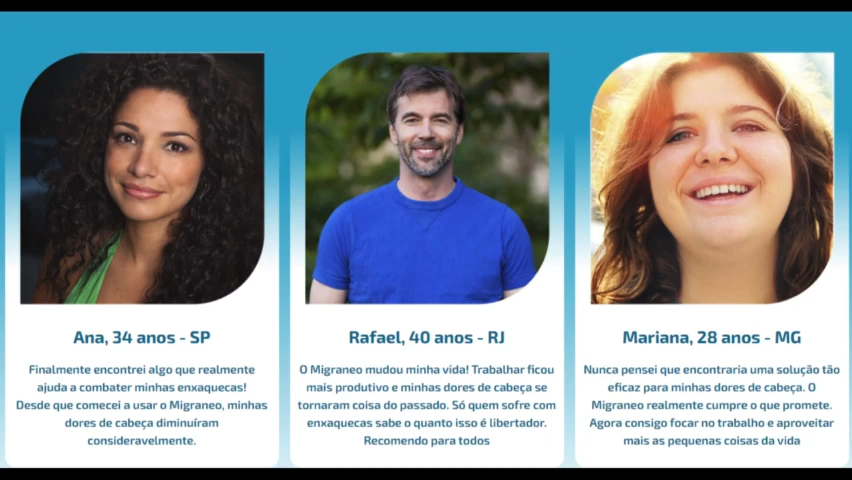 Ana, 34 anos - SP
Finalmente encontrei algo que realmente
ajuda a combater minhas enxaquecas!
Desde que comecei a usar o Migraneo, minhas
dores de cabeça diminuíram
consideravelmente.
Rafael, 40 anos - RJ
O Migraneo mudou minha vida! Trabalhar ficou
mais produtivo e minhas dores de cabeça se
tornaram coisa do passado. Só quem sofre com
enxaquecas sabe o quanto isso é libertador.
Recomendo para todos
Mariana, 28 anos - MG
Nunca pensei que encontraria uma solução tão
eficaz para minhas dores de cabeça. O
Migraneo realmente cumpre o que promete.
Agora consigo focar no trabalho e aproveitar
mais as pequenas coisas da vida